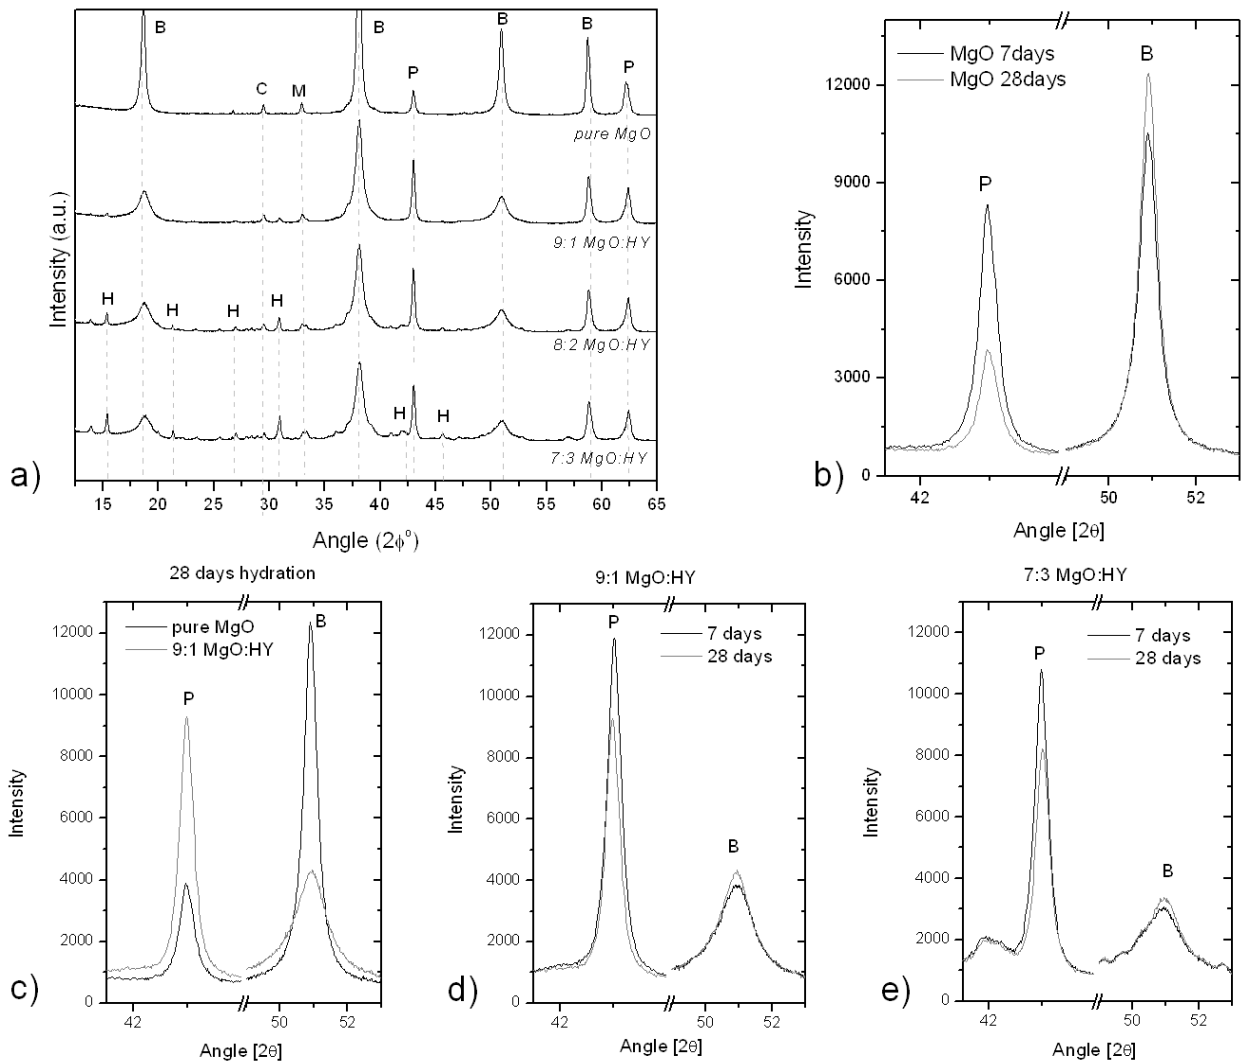 B
B
B
B
P
P
C
M
pure MgO
9:1 MgO:HY
H
H
H
H
8:2 MgO:HY
H
H
7:3 MgO:HY
Intensity (a.u.)
15 20 25 30 35 40 45 50 55 60 65
Angle (2ϕ°)
a)
MgO 7days
MgO 28days
B
P
12000
9000
6000
3000
0
Intensity
42 50 52
Angle [2θ]
b)
28 days hydration
pure MgO
9:1 MgO:HY
B
P
12000
10000
8000
6000
4000
2000
0
Intensity
42 50 52
Angle [2θ]
c)
9:1 MgO:HY
P
7 days
28 days
B
12000
10000
8000
6000
4000
2000
0
Intensity
42 50 52
Angle [2θ]
d)
7:3 MgO:HY
7 days
28 days
P
B
12000
10000
8000
6000
4000
2000
0
Intensity
42 50 52
Angle [2θ]
e)